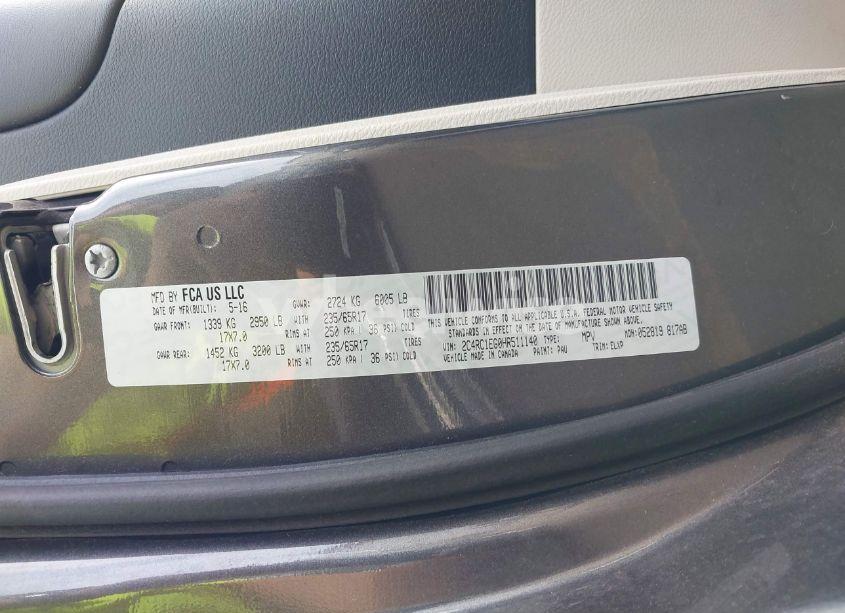 MFD BY FCA US LLC
DATE OF MFR(BUILT): 5-16 GVWR: 2724 KG 6005 LB
GAWR FRONT: 1339 KG 2950 LB WITH 235/65R17 TIRES
17X7.0 RIMS AT 250 KPA ( 36 PSI) COLD
GAWR REAR: 1452 KG 3200 LB WITH 235/65R17 TIRES
17X7.0 RIMS AT 250 KPA ( 36 PSI) COLD
THIS VEHICLE CONFORMS TO ALL APPLICABLE U.S.A. FEDERAL MOTOR VEHICLE SAFETY
STANDARDS IN EFFECT ON THE DATE OF MANUFACTURE SHOWN ABOVE.
VIN: 2C4RC1EG0HR511140 TYPE: MPV MDH: 052819 817AB
VEHICLE MADE IN CANADA PAINT: PAU TRIM: ELXP